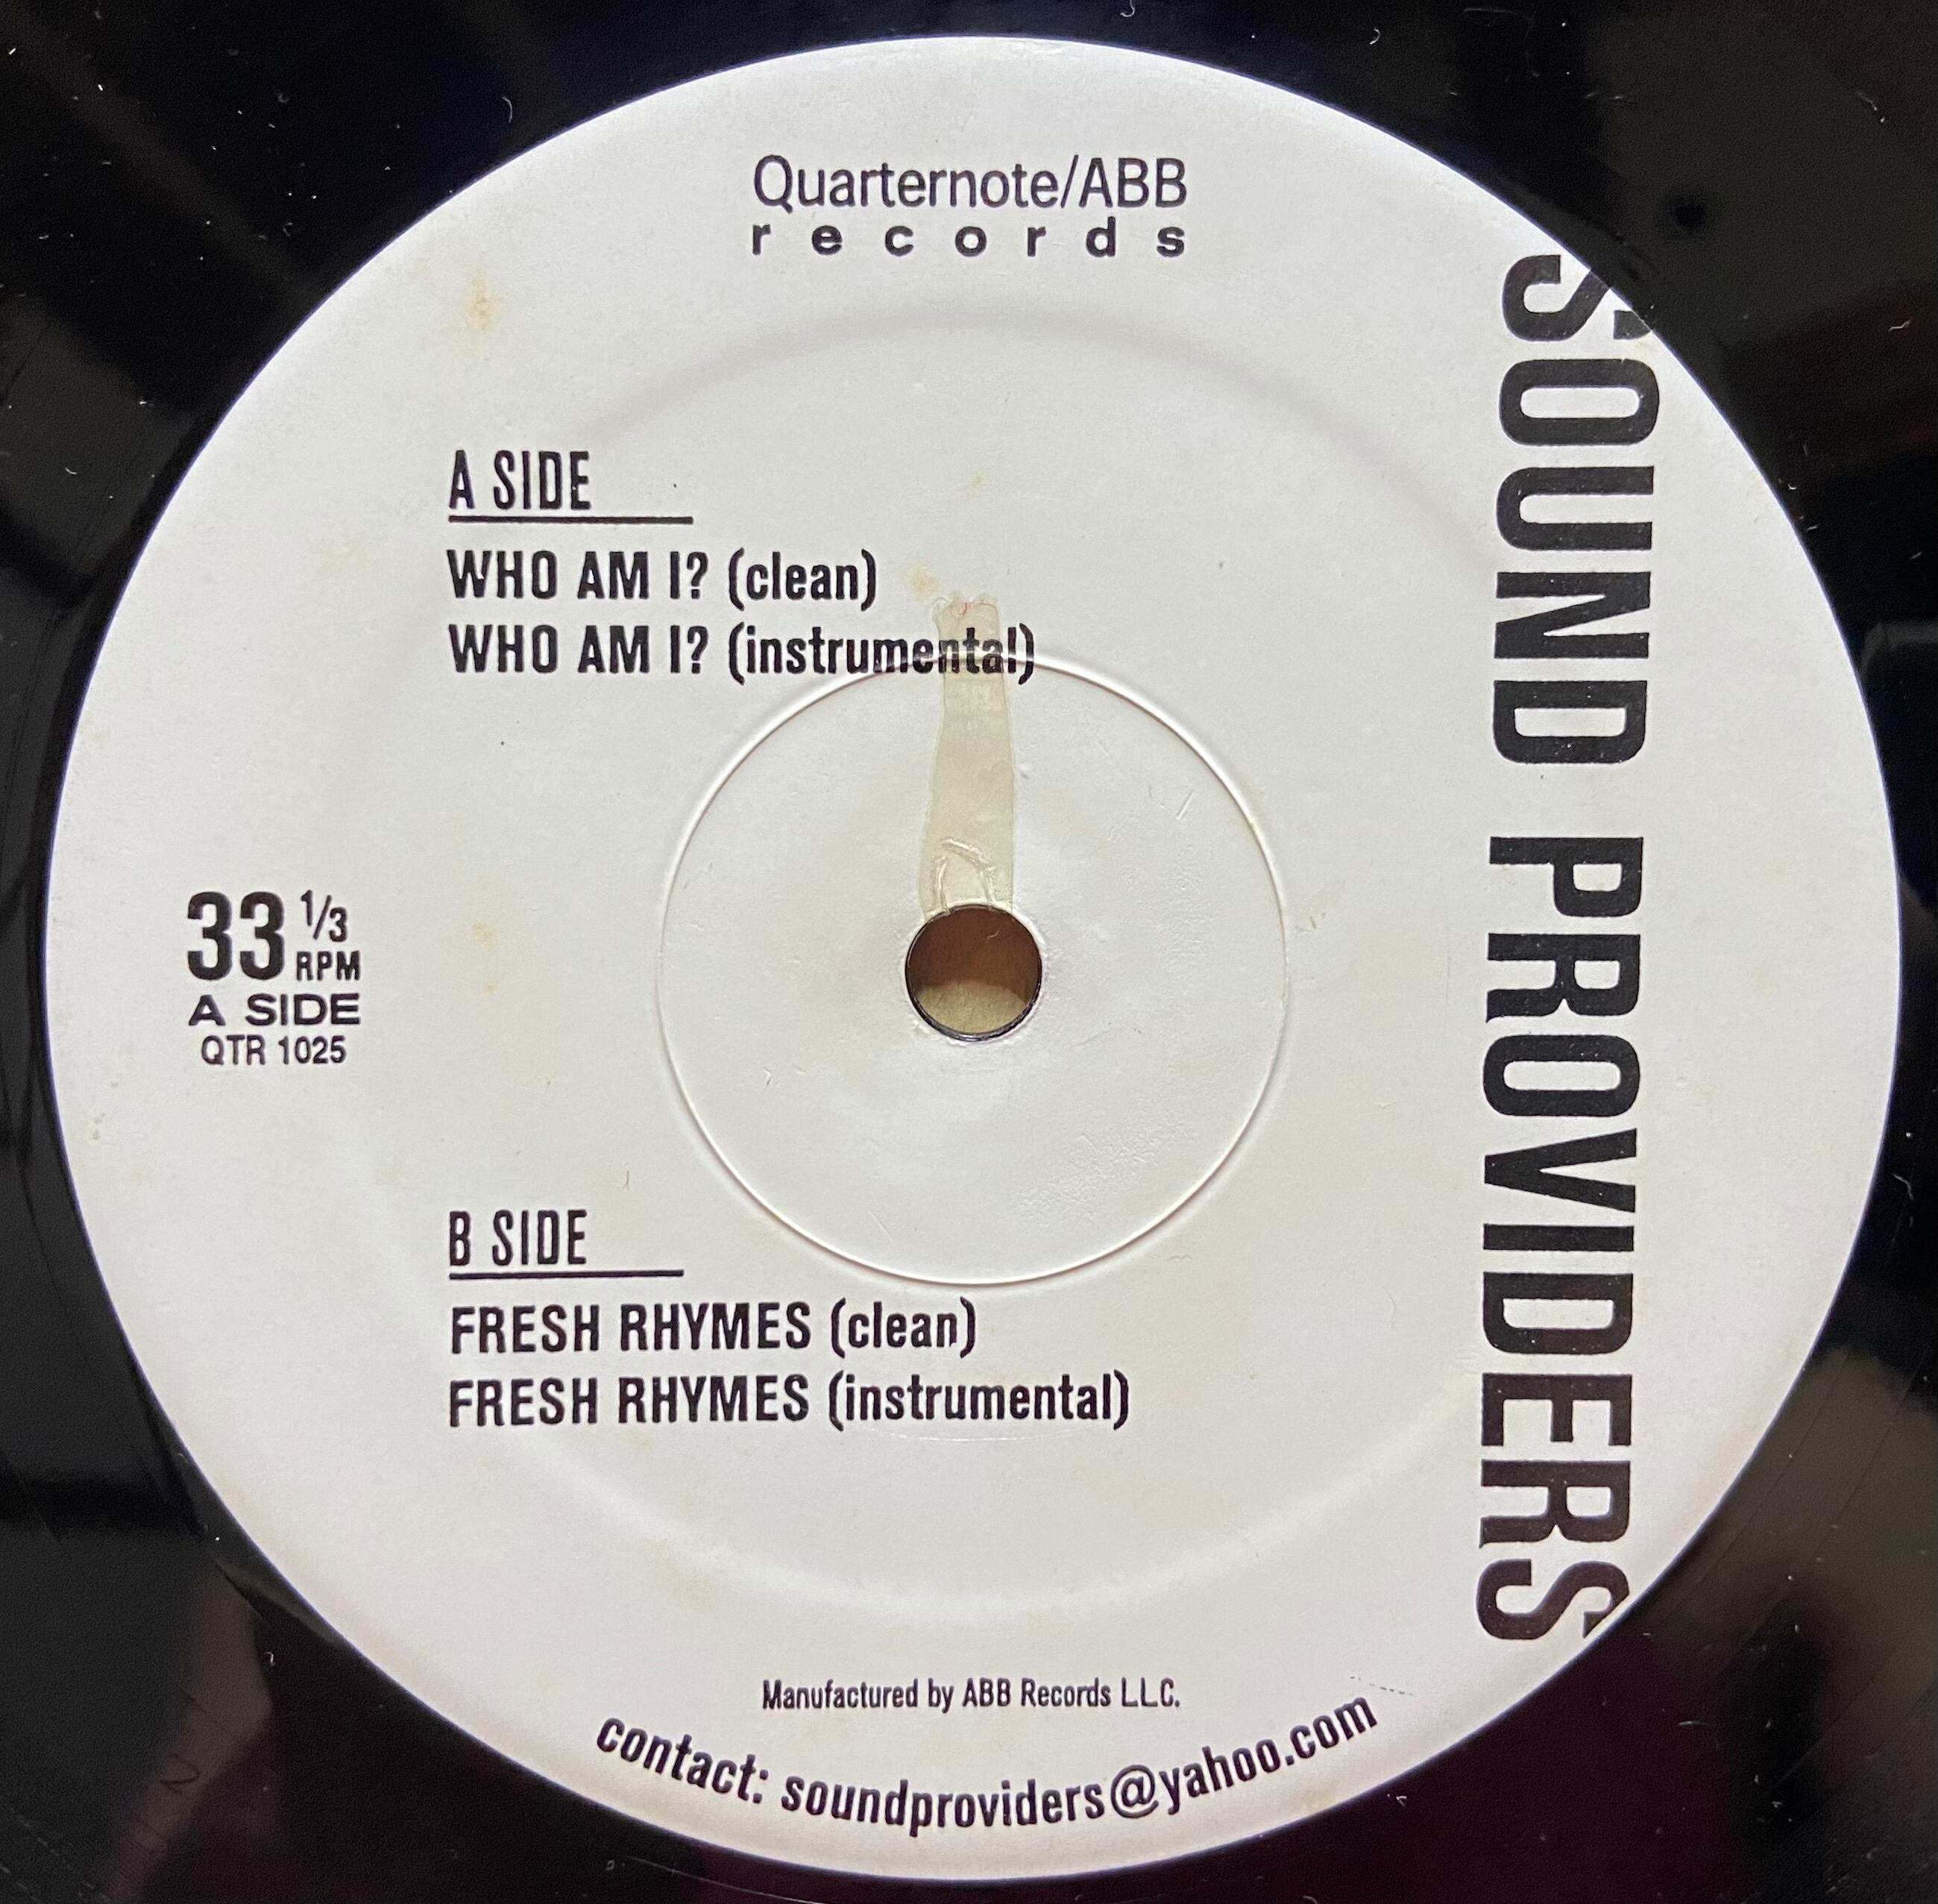 Quarternote/ABB
records
SOUND PROVIDERS
A SIDE
WHO AM I? (clean)
WHO AM I? (instrumental)
33 1/3
RPM
A SIDE
QTR 1025
B SIDE
FRESH RHYMES (clean)
FRESH RHYMES (instrumental)
Manufactured by ABB Records LLC.
contact: soundproviders@yahoo.com